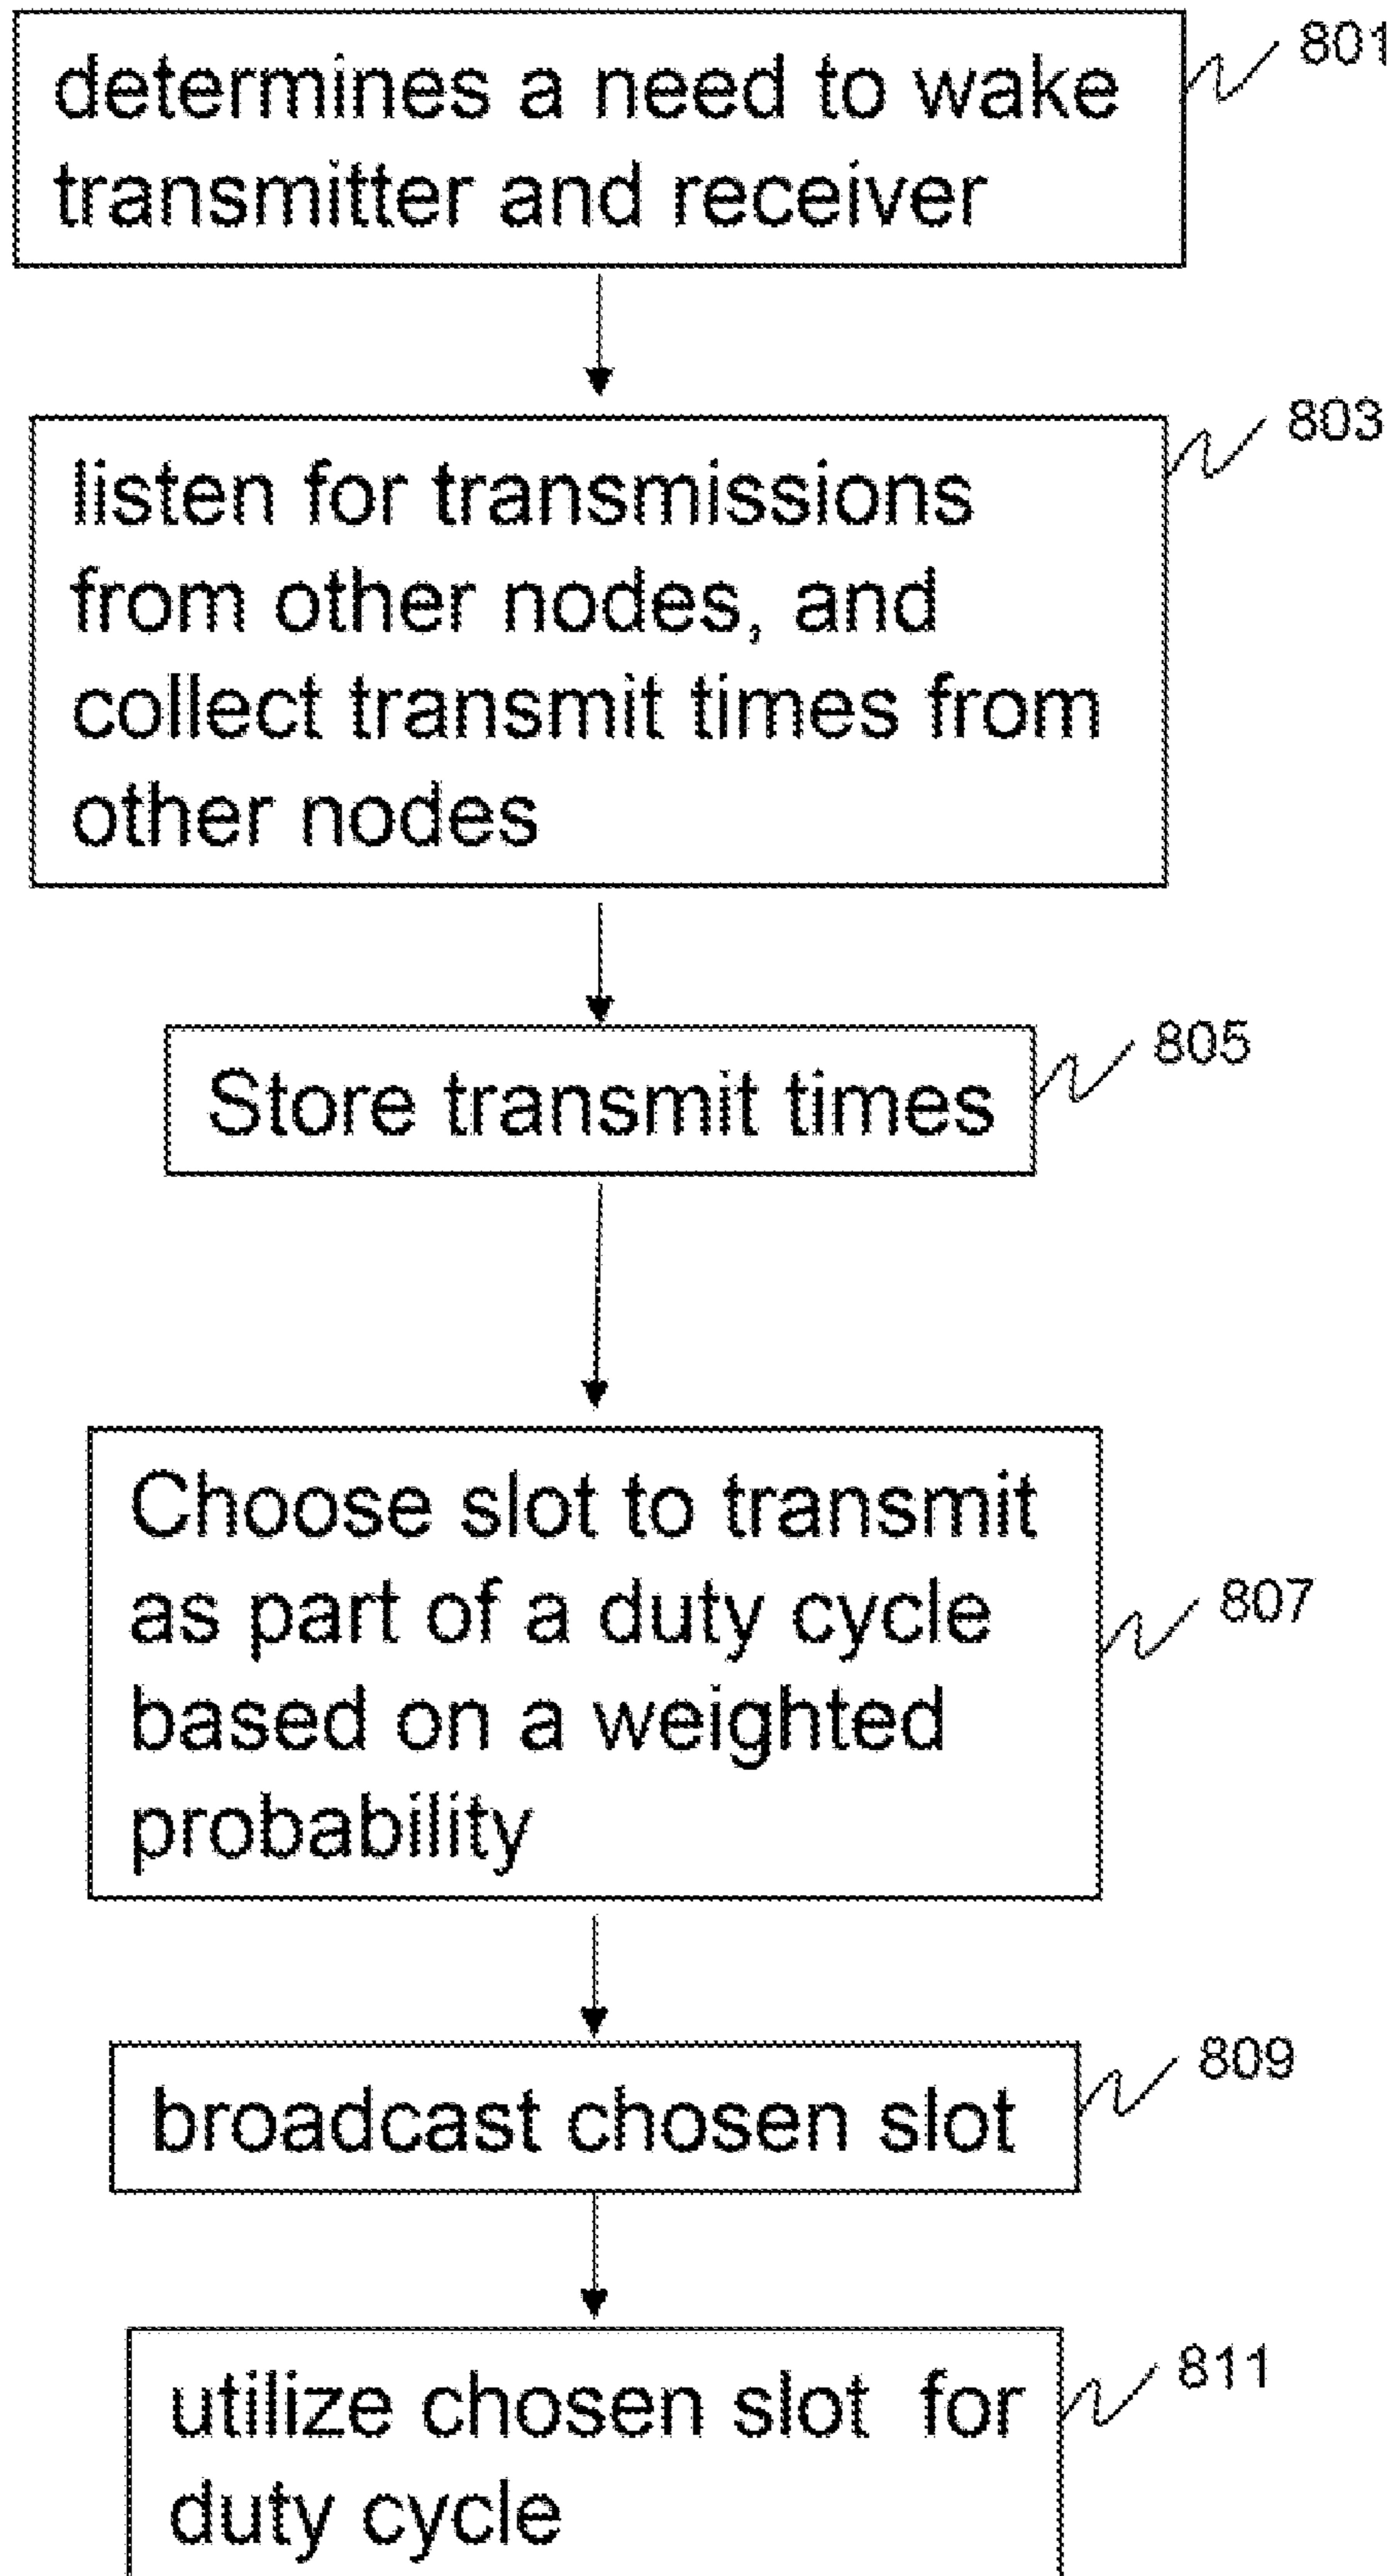 determines a need to wake
transmitter and receiver
801
listen for transmissions
from other nodes, and
collect transmit times from
other nodes
803
Store transmit times
805
Choose slot to transmit
as part of a duty cycle
based on a weighted
probability
807
broadcast chosen slot
809
utilize chosen slot for
duty cycle
811